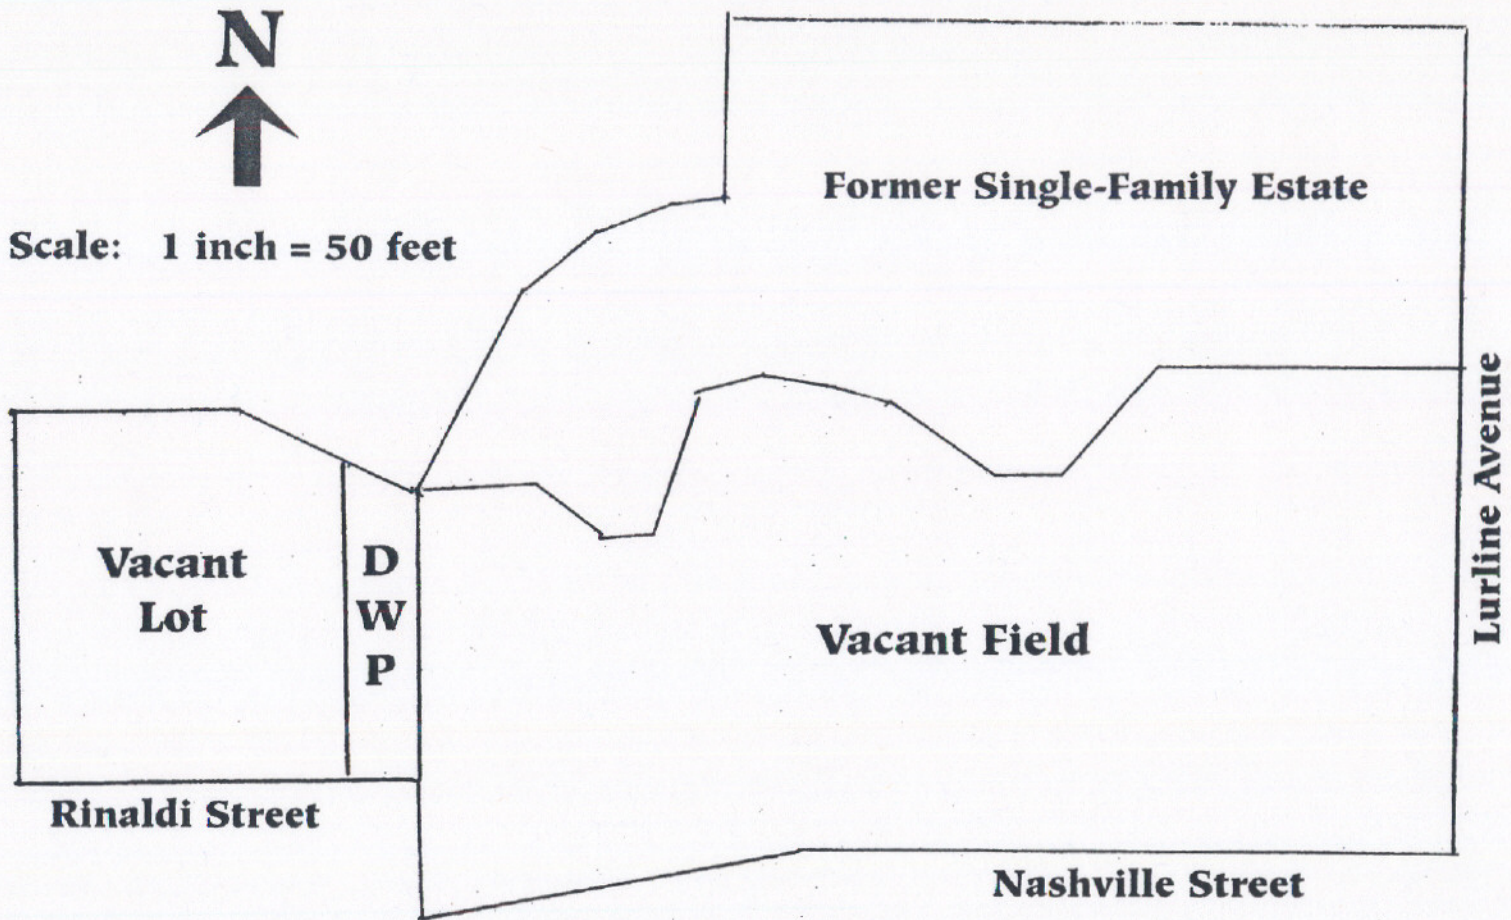 N
Former Single-Family Estate
Scale: 1 inch = 50 feet
Lurline Avenue
Vacant
Lot
D
W
P
Vacant Field
Rinaldi Street
Nashville Street